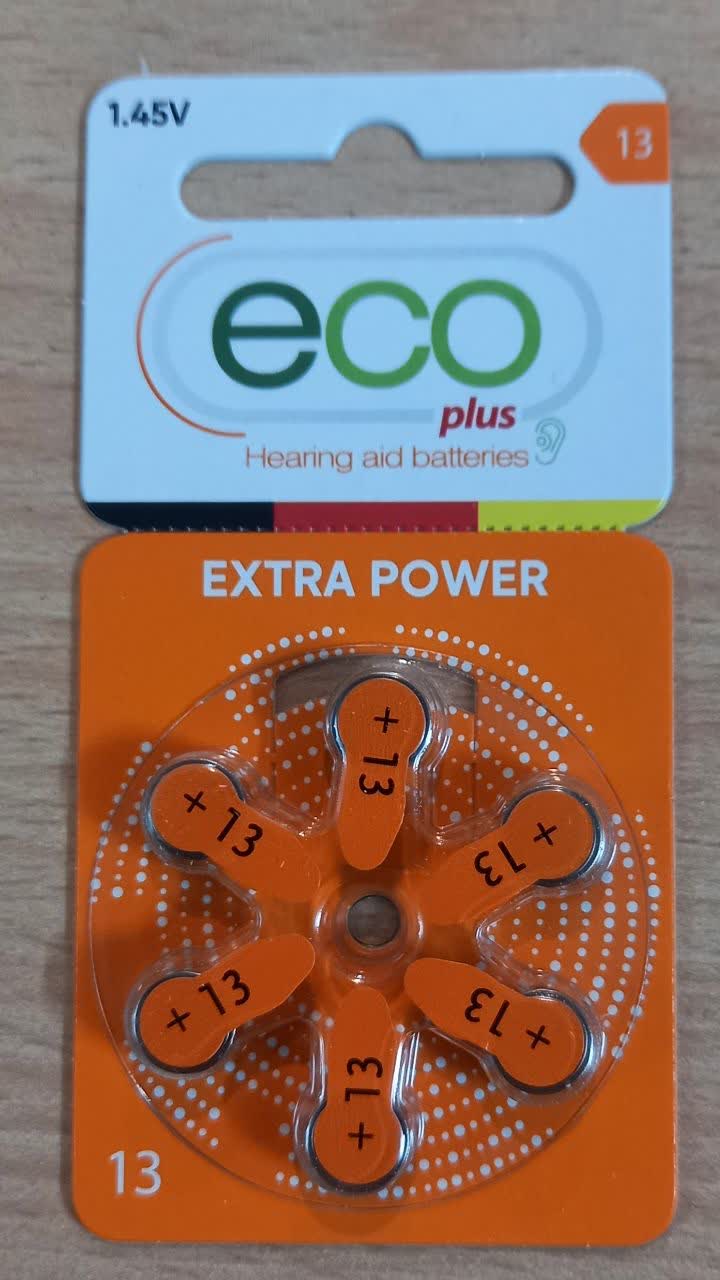 1.45V
13
eco
plus
Hearing aid batteries
EXTRA POWER
+ 13
+ 13
+ 13
+ 13
+ 13
+ 13
13